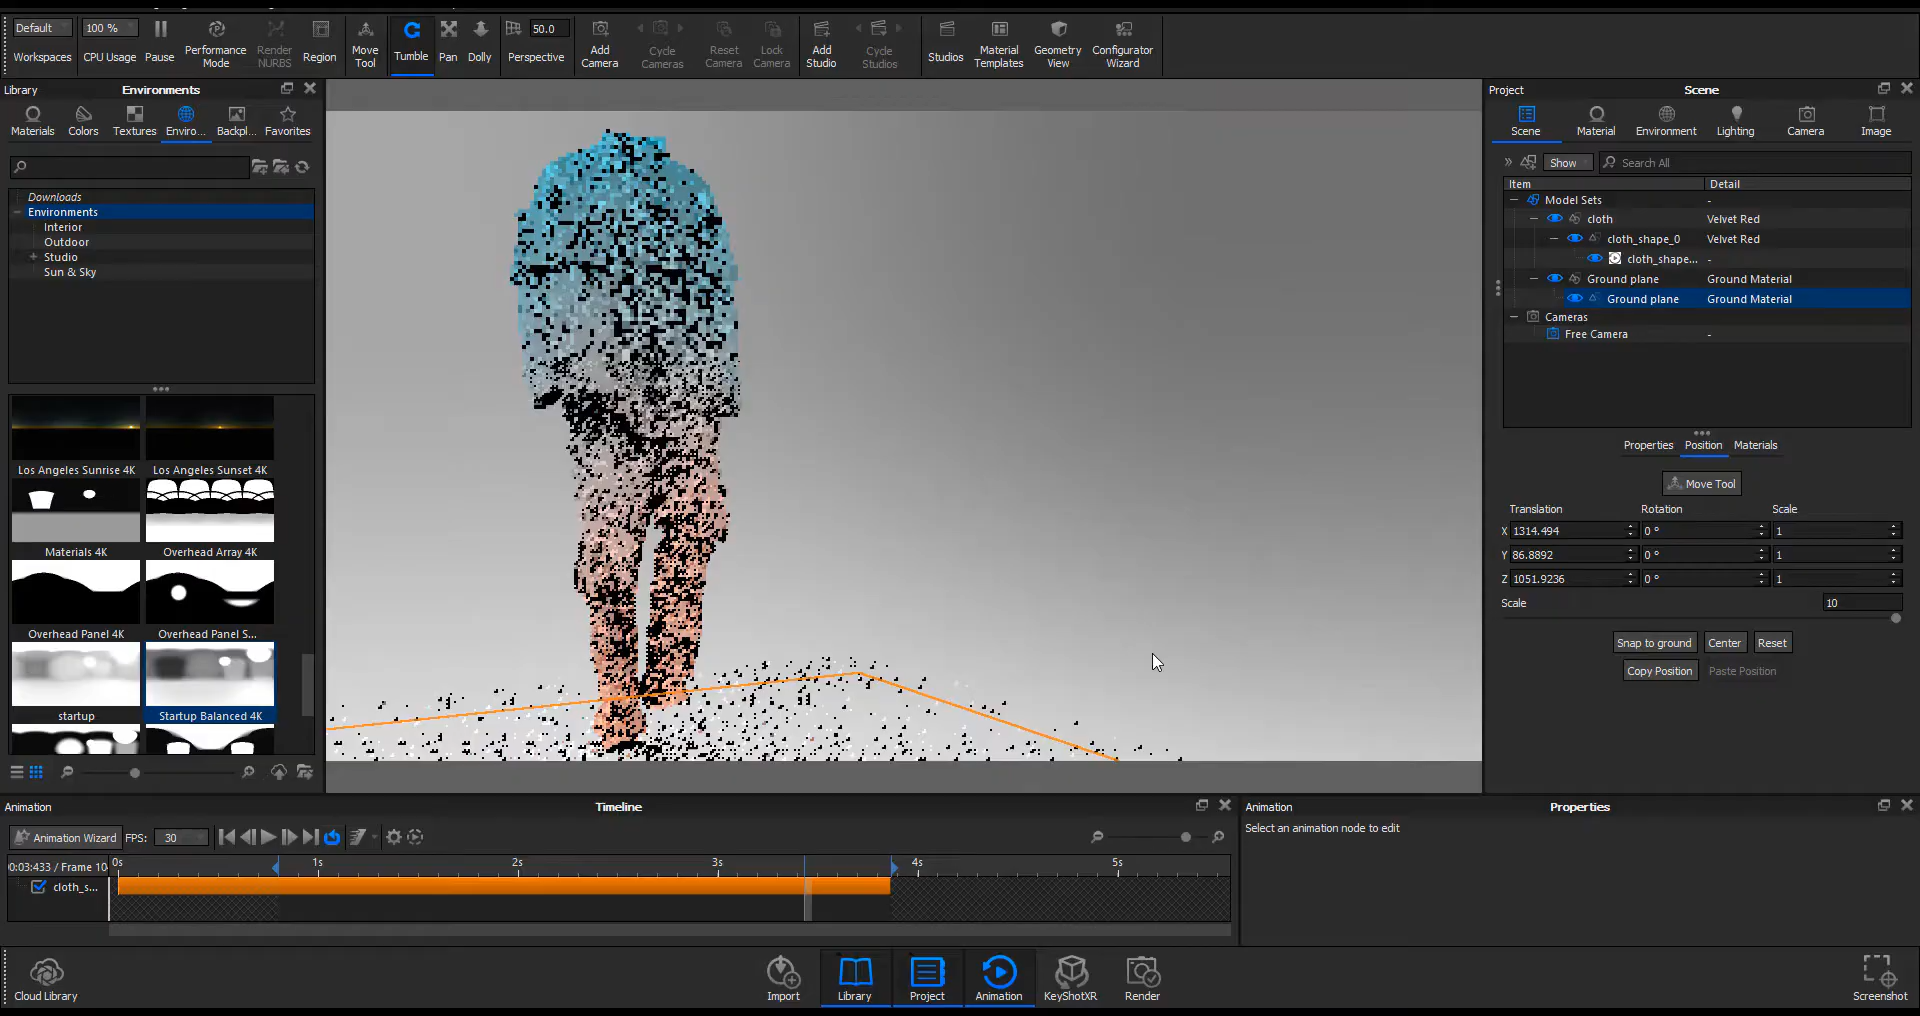 Default
100 %
50.0
Workspaces
CPU Usage
Pause
Performance
Mode
Render
NURBS
Region
Move
Tool
Tumble
Pan
Dolly
Perspective
Add
Camera
Cycle
Cameras
Reset
Camera
Lock
Camera
Add
Studio
Cycle
Studios
Studios
Material
Templates
Geometry
View
Configurator
Wizard
Library
Environments
Materials
Colors
Textures
Enviro...
Backpl...
Favorites
Downloads
Environments
Interior
Outdoor
Studio
Sun & Sky
Los Angeles Sunrise 4K
Los Angeles Sunset 4K
Materials 4K
Overhead Array 4K
Overhead Panel 4K
Overhead Panel S...
startup
Startup Balanced 4K
Project
Scene
Scene
Material
Environment
Lighting
Camera
Image
Show
Search All
Item
Detail
Model Sets
-
cloth
Velvet Red
cloth_shape_0
Velvet Red
cloth_shape...
-
Ground plane
Ground Material
Ground plane
Ground Material
Cameras
Free Camera
-
Properties
Position
Materials
Move Tool
Translation
Rotation
Scale
X 1314.494
0 °
1
Y 86.8892
0 °
1
Z 1051.9236
0 °
1
Scale
10
Snap to ground
Center
Reset
Copy Position
Paste Position
Animation
Timeline
Animation Wizard
FPS:
30
0:03:433 / Frame 10
0s
1s
2s
3s
4s
5s
cloth_s...
Animation
Properties
Select an animation node to edit
Cloud Library
Import
Library
Project
Animation
KeyShotXR
Render
Screenshot